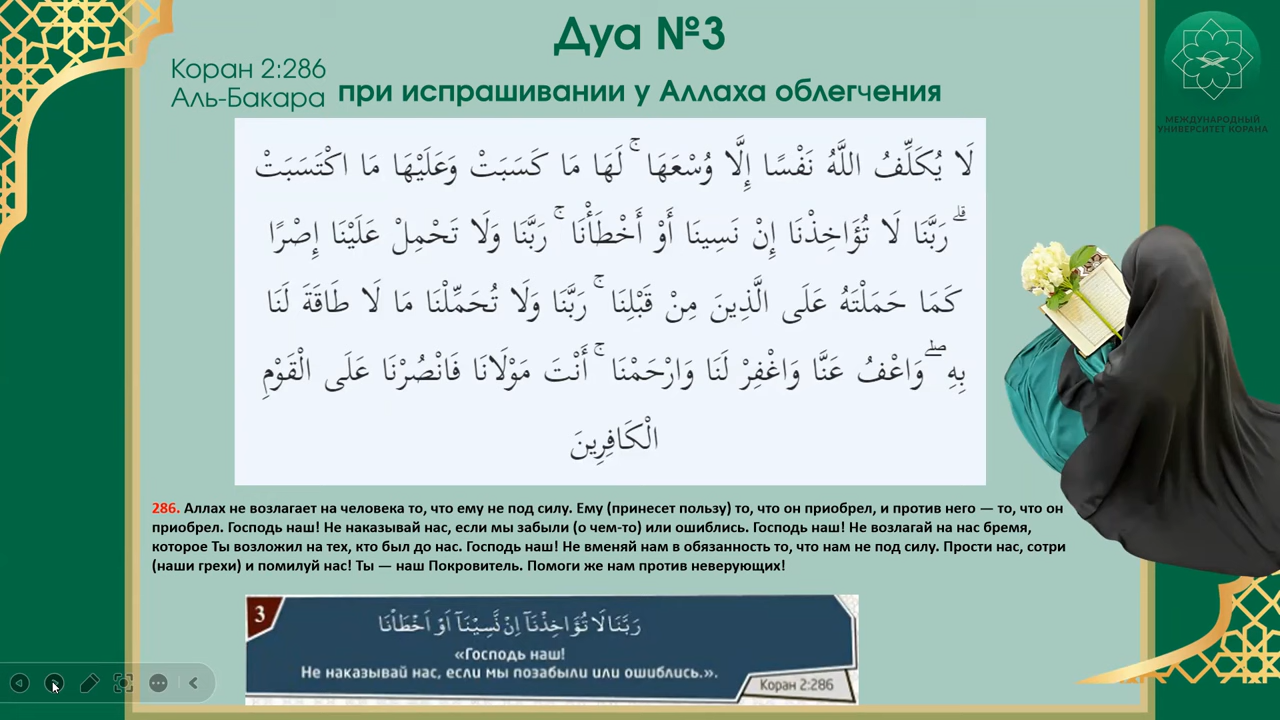 Дуа №3
Коран 2:286
Аль-Бакара
при испрашивании у Аллаха облегчения
МЕЖДУНАРОДНЫЙ
УНИВЕРСИТЕТ КОРАНА
لَا يُكَلِّفُ اللَّهُ نَفْسًا إِلَّا وُسْعَهَا ۚ لَهَا مَا كَسَبَتْ وَعَلَيْهَا مَا اكْتَسَبَتْ
ۗ رَبَّنَا لَا تُؤَاخِذْنَا إِنْ نَسِينَا أَوْ أَخْطَأْنَا ۚ رَبَّنَا وَلَا تَحْمِلْ عَلَيْنَا إِصْرًا
كَمَا حَمَلْتَهُ عَلَى الَّذِينَ مِنْ قَبْلِنَا ۚ رَبَّنَا وَلَا تُحَمِّلْنَا مَا لَا طَاقَةَ لَنَا
بِهِ ۖ وَاعْفُ عَنَّا وَاغْفِرْ لَنَا وَارْحَمْنَا ۚ أَنْتَ مَوْلَانَا فَانْصُرْنَا عَلَى الْقَوْمِ
الْكَافِرِينَ
286. Аллах не возлагает на человека то, что ему не под силу. Ему (принесет пользу) то, что он приобрел, и против него — то, что он
приобрел. Господь наш! Не наказывай нас, если мы забыли (о чем-то) или ошиблись. Господь наш! Не возлагай на нас бремя,
которое Ты возложил на тех, кто был до нас. Господь наш! Не вменяй нам в обязанность то, что нам не под силу. Прости нас, сотри
(наши грехи) и помилуй нас! Ты — наш Покровитель. Помоги же нам против неверующих!
3
رَبَّنَا لَا تُؤَاخِذْنَآ اِنْ نَّسِيْنَآ اَوْ اَخْطَاْنَا
«Господь наш!
Не наказывай нас, если мы позабыли или ошиблись.».
Коран 2:286